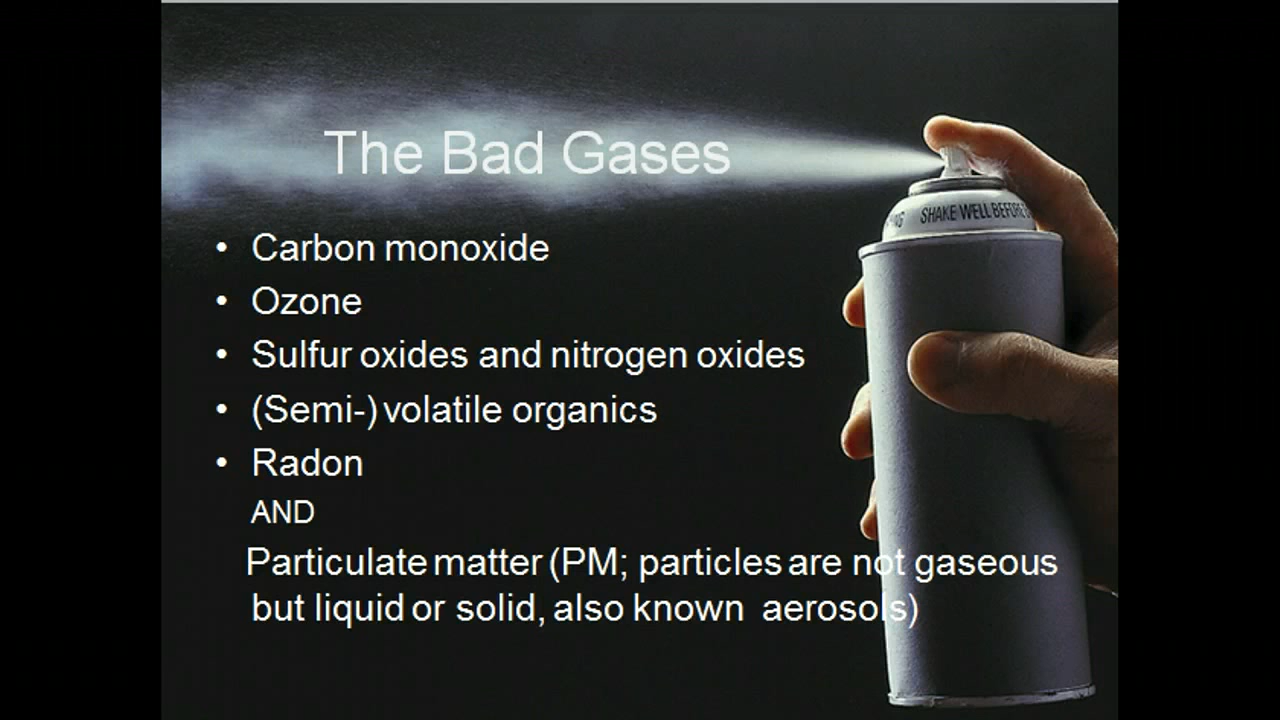 The Bad Gases
SHAKE WELL BEFORE
• Carbon monoxide
• Ozone
• Sulfur oxides and nitrogen oxides
• (Semi-) volatile organics
• Radon
AND
Particulate matter (PM; particles are not gaseous
but liquid or solid, also known aerosols)